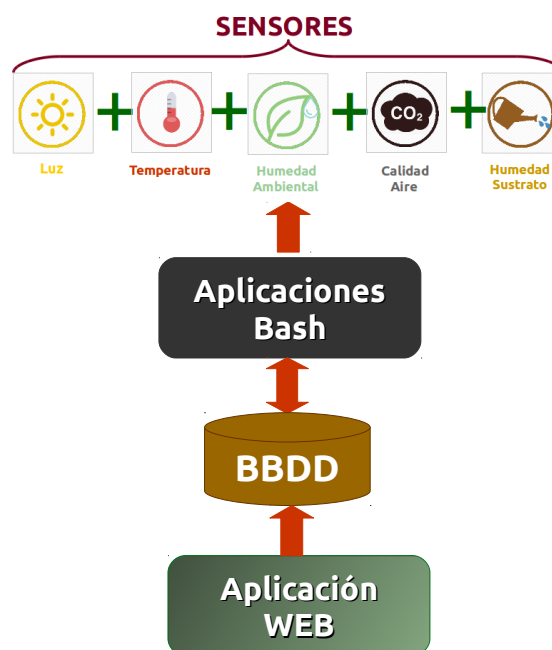 SENSORES
CO₂
Luz
Temperatura
Humedad
Ambiental
Calidad
Aire
Humedad
Sustrato
Aplicaciones
Bash
BBDD
Aplicación
WEB